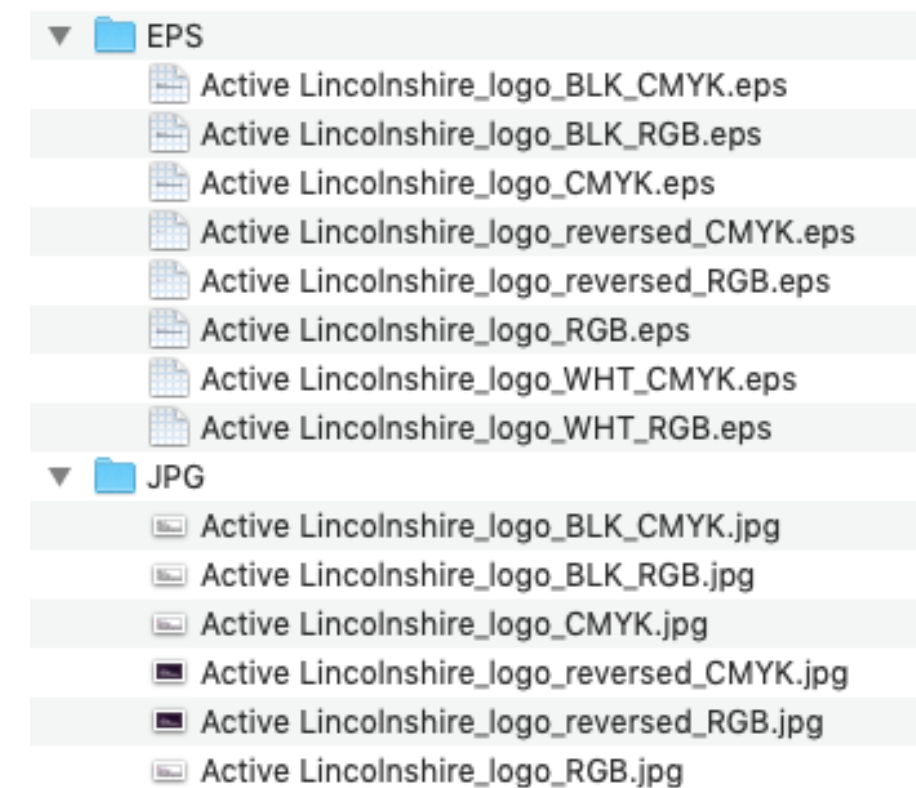 EPS
Active Lincolnshire_logo_BLK_CMYK.eps
Active Lincolnshire_logo_BLK_RGB.eps
Active Lincolnshire_logo_CMYK.eps
Active Lincolnshire_logo_reversed_CMYK.eps
Active Lincolnshire_logo_reversed_RGB.eps
Active Lincolnshire_logo_RGB.eps
Active Lincolnshire_logo_WHT_CMYK.eps
Active Lincolnshire_logo_WHT_RGB.eps
JPG
Active Lincolnshire_logo_BLK_CMYK.jpg
Active Lincolnshire_logo_BLK_RGB.jpg
Active Lincolnshire_logo_CMYK.jpg
Active Lincolnshire_logo_reversed_CMYK.jpg
Active Lincolnshire_logo_reversed_RGB.jpg
Active Lincolnshire_logo_RGB.jpg